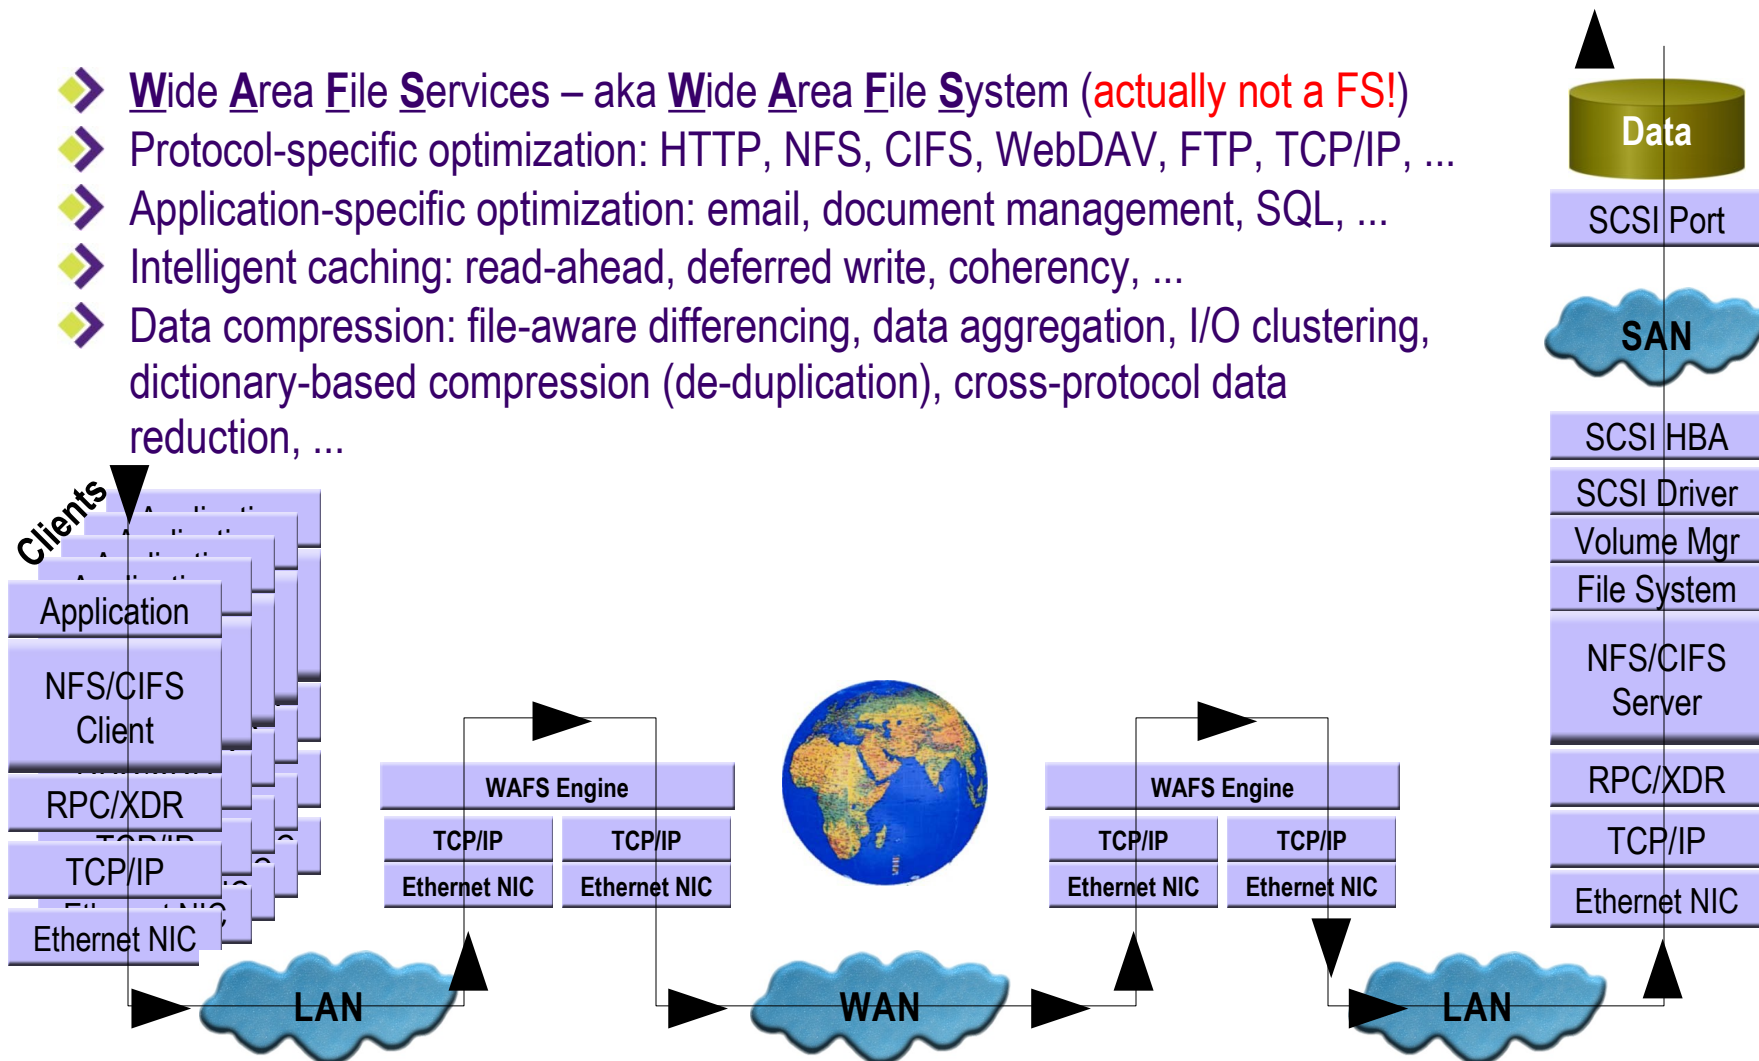 Wide Area File Services – aka Wide Area File System (actually not a FS!)
Protocol-specific optimization: HTTP, NFS, CIFS, WebDAV, FTP, TCP/IP, ...
Application-specific optimization: email, document management, SQL, ...
Intelligent caching: read-ahead, deferred write, coherency, ...
Data compression: file-aware differencing, data aggregation, I/O clustering,
dictionary-based compression (de-duplication), cross-protocol data
reduction, ...
Clients
Application
NFS/CIFS
Client
RPC/XDR
TCP/IP
Ethernet NIC
LAN
WAFS Engine
TCP/IP
TCP/IP
Ethernet NIC
Ethernet NIC
WAN
WAFS Engine
TCP/IP
TCP/IP
Ethernet NIC
Ethernet NIC
LAN
Data
SCSI Port
SAN
SCSI HBA
SCSI Driver
Volume Mgr
File System
NFS/CIFS
Server
RPC/XDR
TCP/IP
Ethernet NIC